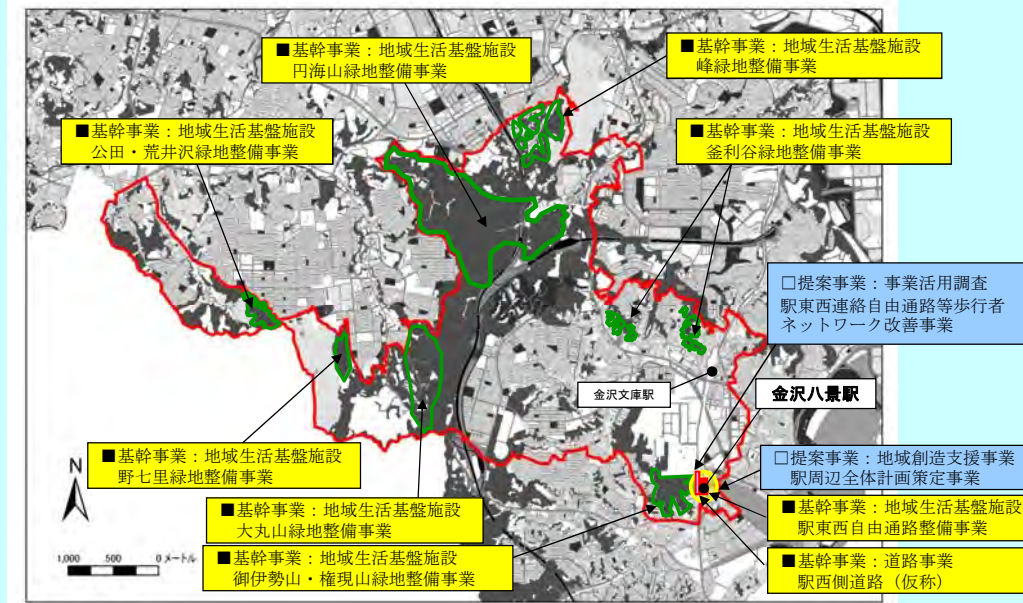 ■基幹事業：地域生活基盤施設
円海山緑地整備事業
■基幹事業：地域生活基盤施設
峰緑地整備事業
■基幹事業：地域生活基盤施設
公田・荒井沢緑地整備事業
■基幹事業：地域生活基盤施設
釜利谷緑地整備事業
□提案事業：事業活用調査
駅東西連絡自由通路等歩行者
ネットワーク改善事業
金沢文庫駅
金沢八景駅
■基幹事業：地域生活基盤施設
野七里緑地整備事業
□提案事業：地域創造支援事業
駅周辺全体計画策定事業
■基幹事業：地域生活基盤施設
大丸山緑地整備事業
■基幹事業：地域生活基盤施設
駅東西自由通路整備事業
■基幹事業：地域生活基盤施設
御伊勢山・権現山緑地整備事業
■基幹事業：道路事業
駅西側道路（仮称）
N
1,000 500 0 メートル